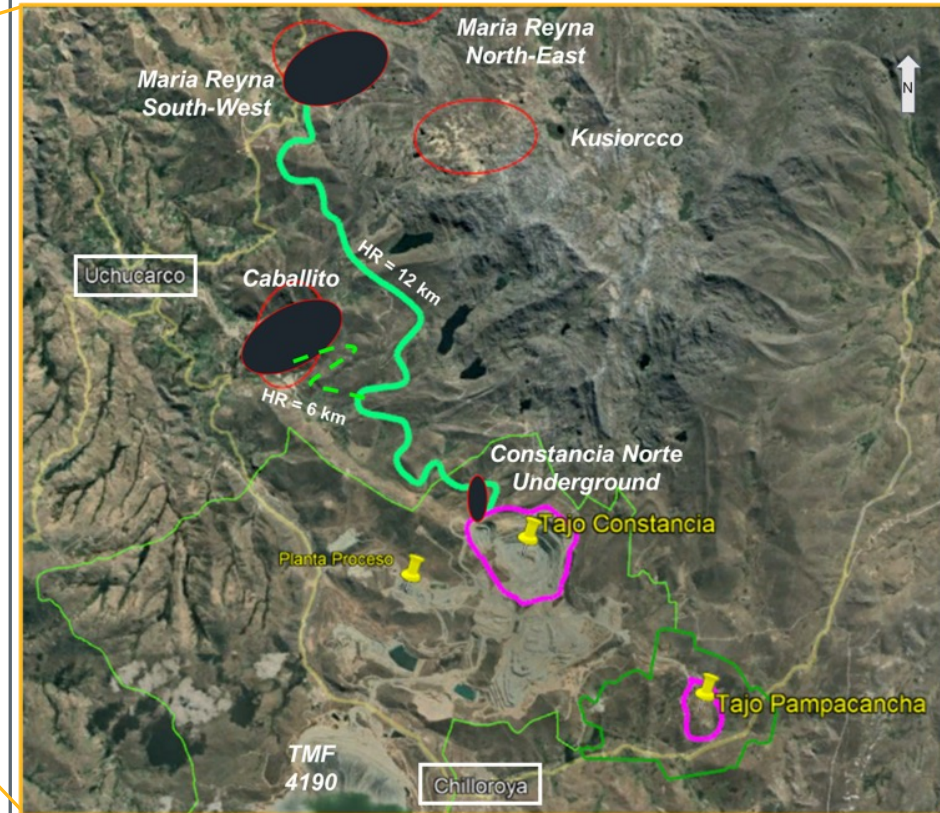 Maria Reyna
North-East
N
Maria Reyna
South-West
Kusiorcco
HR = 12 km
Uchucarco
Caballito
HR = 6 km
Constancia Norte
Underground
Tajo Constancia
Planta Proceso
Tajo Pampacancha
TMF
4190
Chilloroya